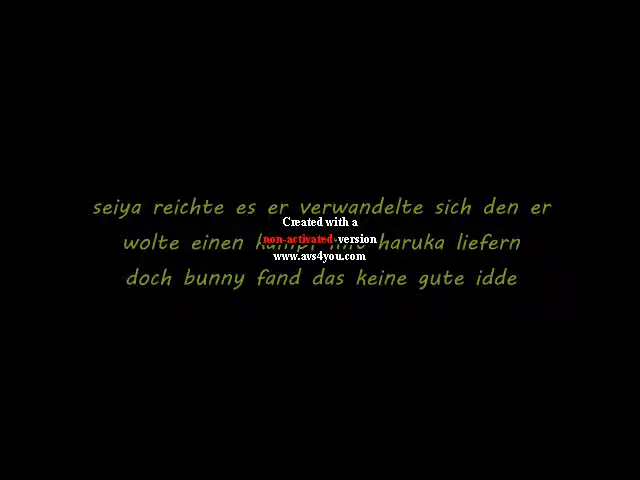 seiya reichte es er verwandelte sich den er
Created with a
wolte einen kampf haruka liefern
non-activated version
www.avs4you.com
doch bunny fand das keine gute idde